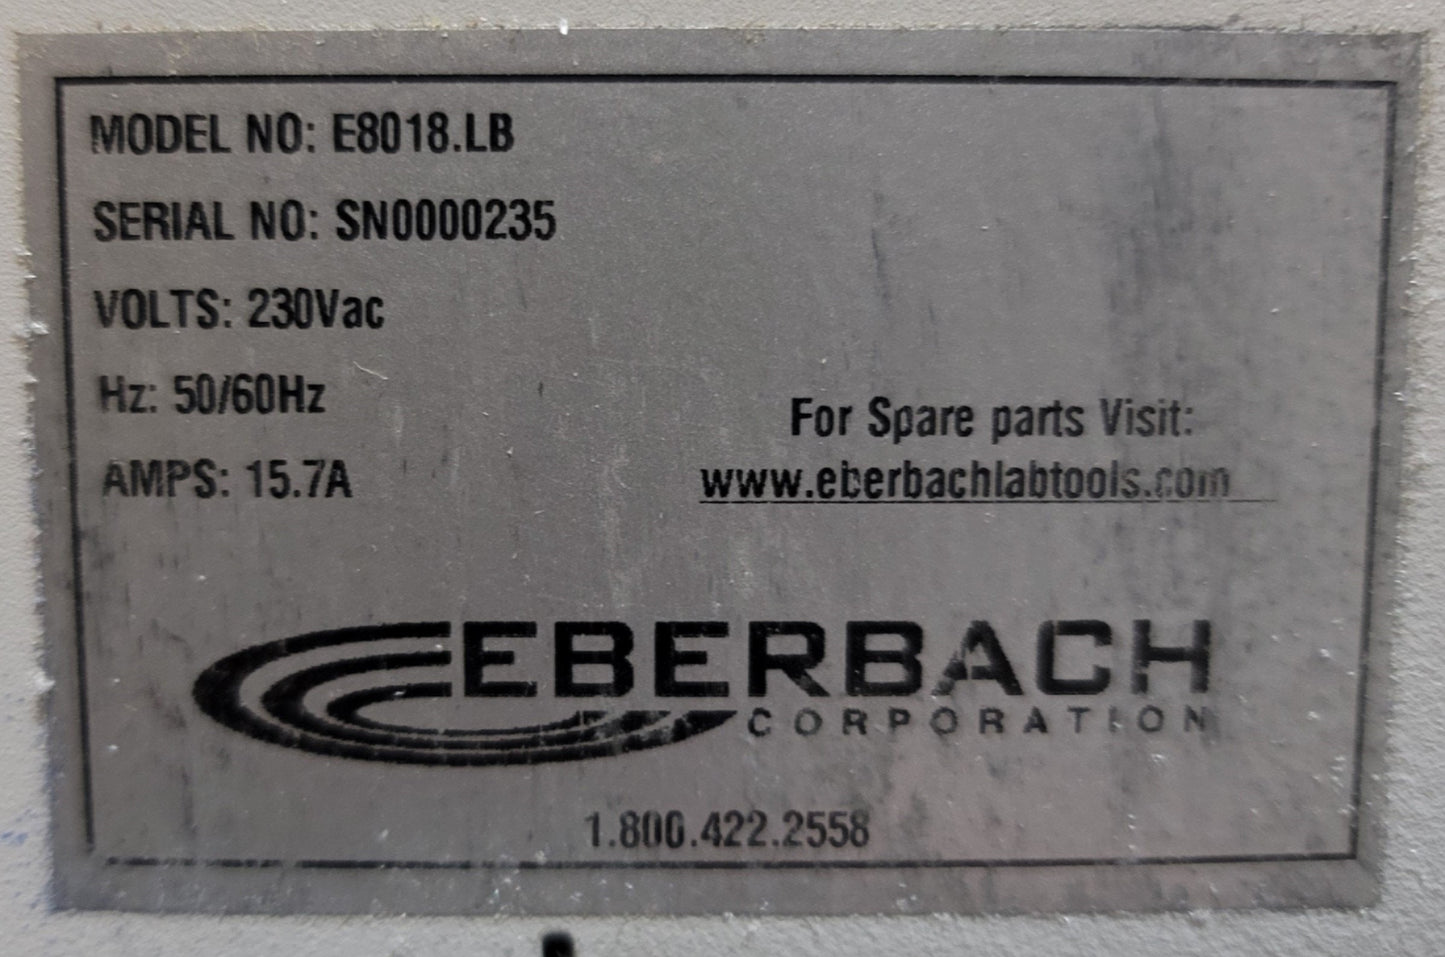 MODEL NO: E8018.LB
SERIAL NO: SN0000235
VOLTS: 230Vac
Hz: 50/60Hz
AMPS: 15.7A
For Spare parts Visit:
www.eberbachlabtools.com
EBERBACH
CORPORATION
1.800.422.2558